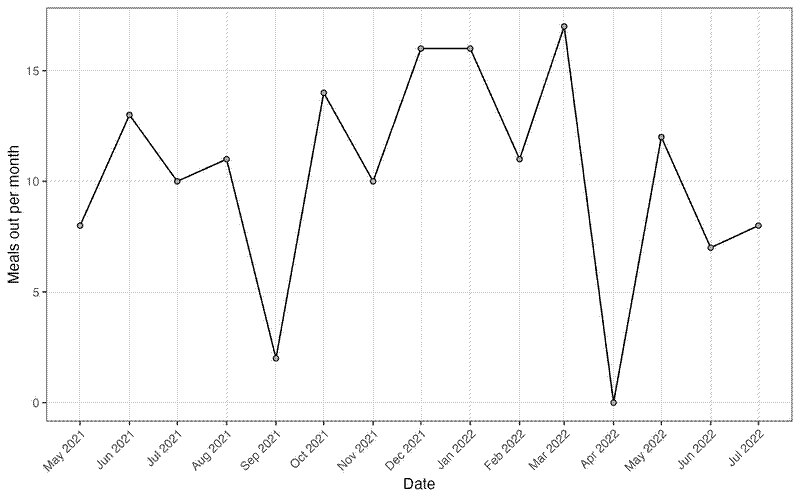 Meals out per month
15
10
5
0
May 2021
Jun 2021
Jul 2021
Aug 2021
Sep 2021
Oct 2021
Nov 2021
Dec 2021
Jan 2022
Feb 2022
Mar 2022
Apr 2022
May 2022
Jun 2022
Jul 2022
Date